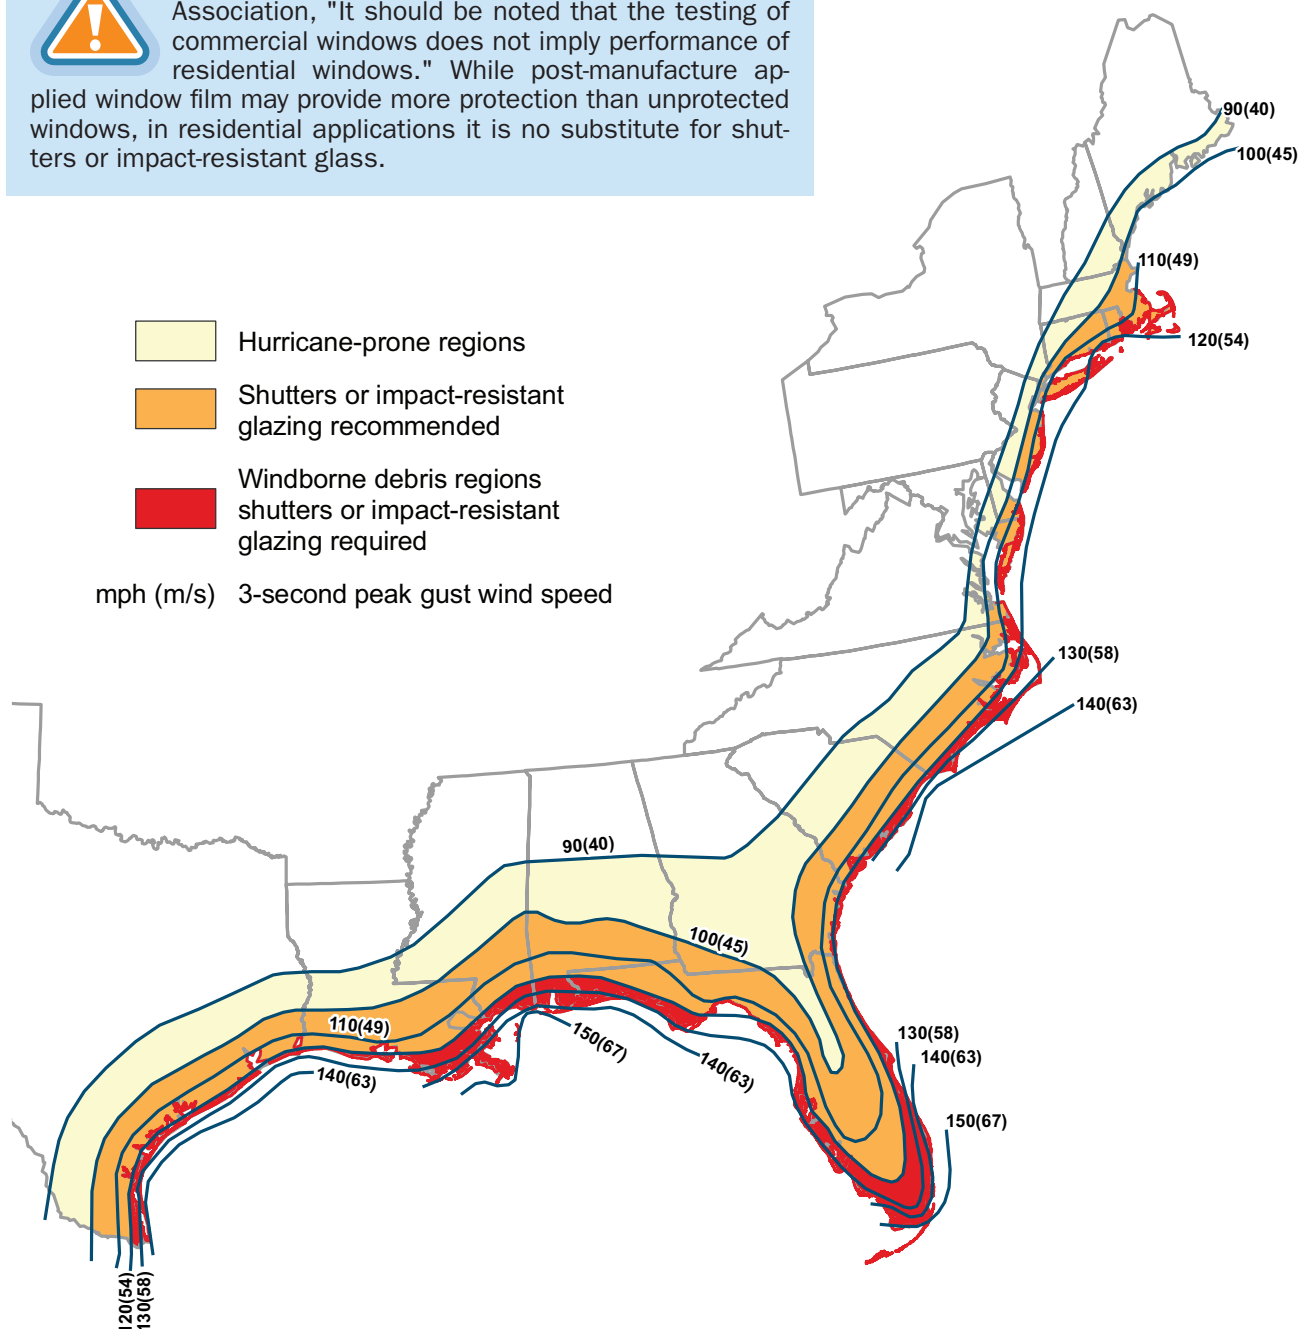 Association, "It should be noted that the testing of
commercial windows does not imply performance of
residential windows." While post-manufacture ap-
plied window film may provide more protection than unprotected
windows, in residential applications it is no substitute for shut-
ters or impact-resistant glass.
90(40)
100(45)
110(49)
120(54)
Hurricane-prone regions
Shutters or impact-resistant
glazing recommended
Windborne debris regions
shutters or impact-resistant
glazing required
mph (m/s) 3-second peak gust wind speed
130(58)
140(63)
90(40)
100(45)
110(49)
140(63)
150(67)
140(63)
130(58)
140(63)
150(67)
120(54)
130(58)